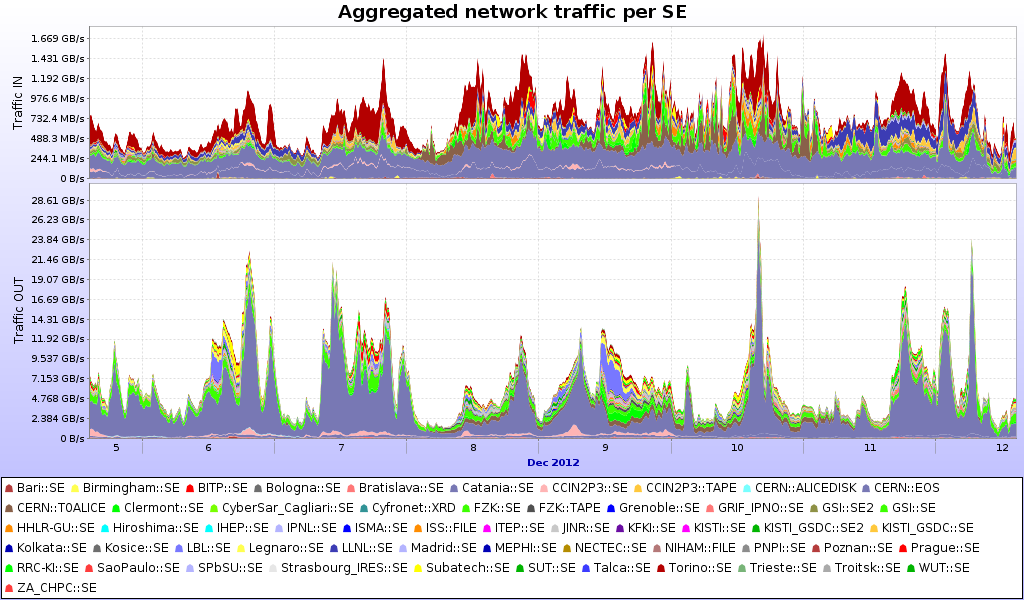 Aggregated network traffic per SE
Traffic IN
1.669 GB/s
1.431 GB/s
1.192 GB/s
976.6 MB/s
732.4 MB/s
488.3 MB/s
244.1 MB/s
0 B/s
Traffic OUT
28.61 GB/s
26.23 GB/s
23.84 GB/s
21.46 GB/s
19.07 GB/s
16.69 GB/s
14.31 GB/s
11.92 GB/s
9.537 GB/s
7.153 GB/s
4.768 GB/s
2.384 GB/s
0 B/s
5 6 7 8 9 10 11 12
Dec 2012
Bari::SE Birmingham::SE BITP::SE Bologna::SE Bratislava::SE Catania::SE CCIN2P3::SE CCIN2P3::TAPE CERN::ALICEDISK CERN::EOS
CERN::TOALICE Clermont::SE CyberSar_Cagliari::SE Cyfronet::XRD FZK::SE FZK::TAPE Grenoble::SE GRIF_IPNO::SE GSI::SE2 GSI::SE
HHLR-GU::SE Hiroshima::SE IHEP::SE IPNL::SE ISMA::SE ISS::FILE ITEP::SE JINR::SE KFKI::SE KISTI::SE KISTI_GSDC::SE2 KISTI_GSDC::SE
Kolkata::SE Kosice::SE LBL::SE Legnaro::SE LLNL::SE Madrid::SE MEPHI::SE NECTEC::SE NIHAM::FILE PNPI::SE Poznan::SE Prague::SE
RRC-KI::SE SaoPaulo::SE SPbSU::SE Strasbourg_IRES::SE Subatech::SE SUT::SE Talca::SE Torino::SE Trieste::SE Troitsk::SE WUT::SE
ZA_CHPC::SE